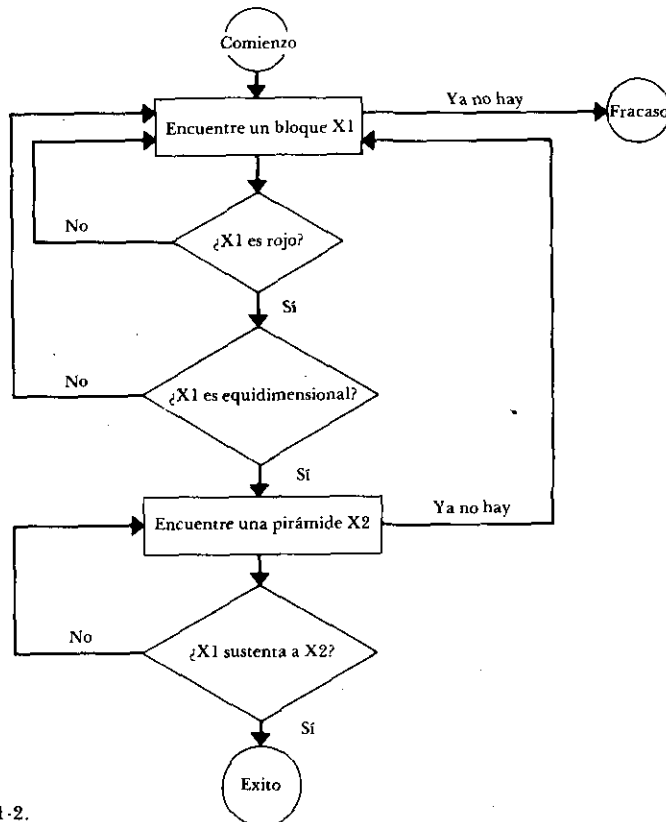 Comienzo
Ya no hay
Fracaso
Encuentre un bloque X1
No
¿X1 es rojo?
Sí
No
¿X1 es equidimensional?
Sí
Encuentre una pirámide X2
Ya no hay
No
¿X1 sustenta a X2?
Sí
Exito
-2.